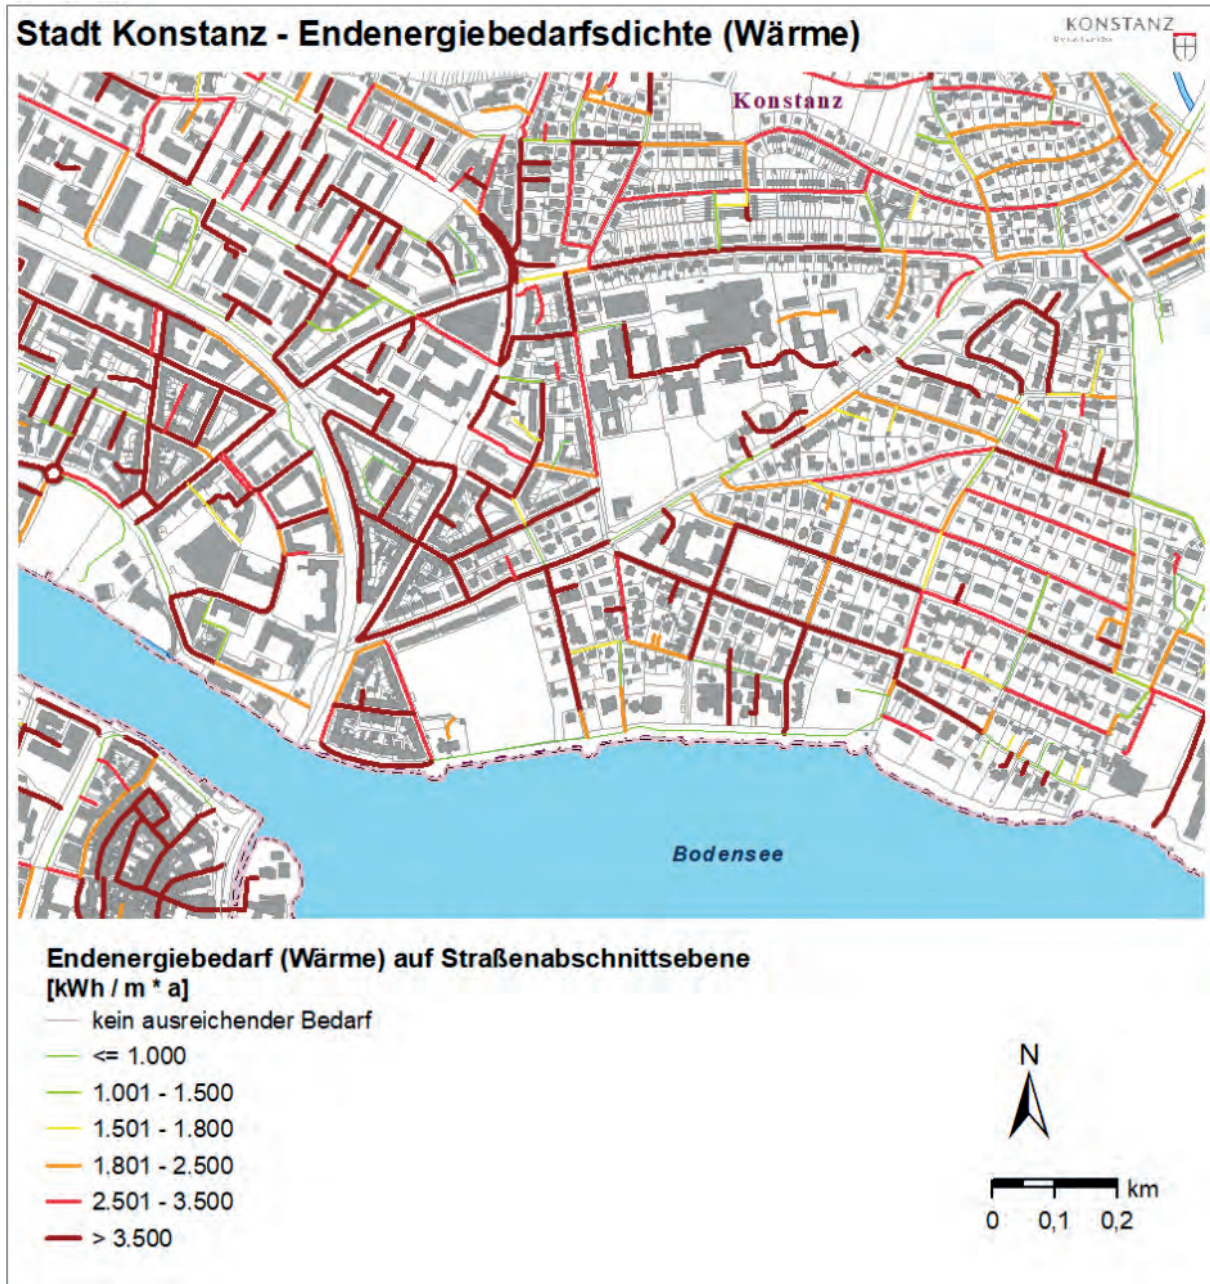 Stadt Konstanz - Endenergiebedarfsdichte (Wärme)
KONSTANZ
Konstanz
Bodensee
Endenergiebedarf (Wärme) auf Straßenabschnittsebene
[kWh / m * a]
kein ausreichender Bedarf
<= 1.000
1.001 - 1.500
1.501 - 1.800
1.801 - 2.500
2.501 - 3.500
> 3.500
N
km
0 0,1 0,2